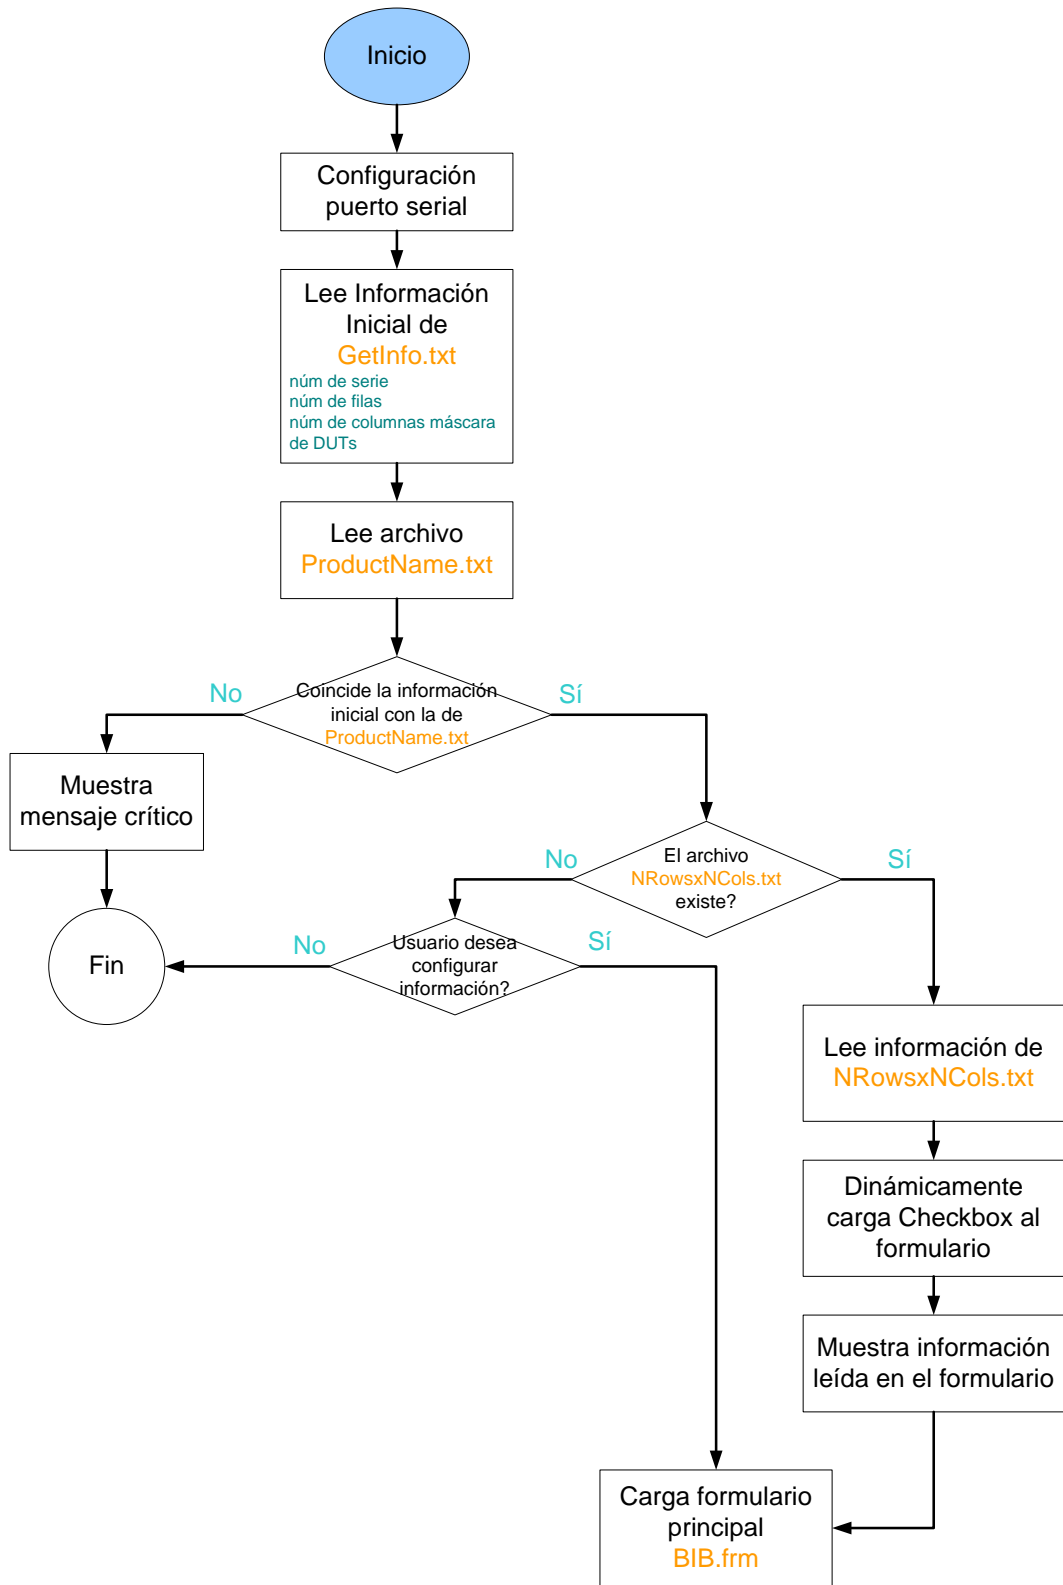 Inicio
Configuración
puerto serial
Lee Información
Inicial de
GetInfo.txt
núm de serie
núm de filas
núm de columnas máscara
de DUTs
Lee archivo
ProductName.txt
No
Coincide la información
inicial con la de
ProductName.txt
Sí
Muestra
mensaje crítico
No
El archivo
NRowsxNCols.txt
existe?
Sí
Fin
No
Usuario desea
configurar
información?
Sí
Lee información de
NRowsxNCols.txt
Dinámicamente
carga Checkbox al
formulario
Muestra información
leída en el formulario
Carga formulario
principal
BIB.frm